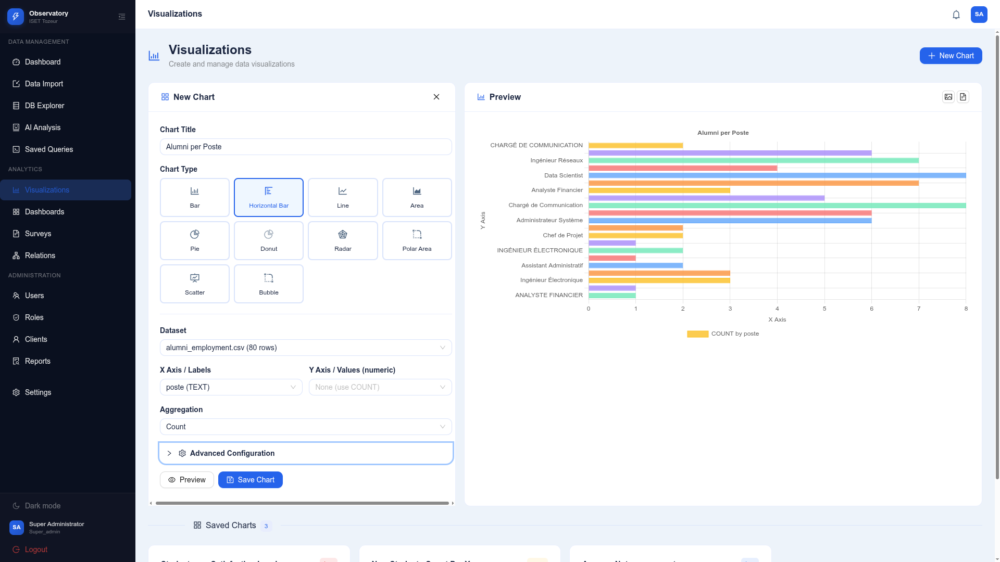 Observatory
ISET Tozeur
DATA MANAGEMENT
Dashboard
Data Import
DB Explorer
AI Analysis
Saved Queries
ANALYTICS
Visualizations
Dashboards
Surveys
Relations
ADMINISTRATION
Users
Roles
Clients
Reports
Settings
Dark mode
SA
Super Administrator
Super_admin
Logout
Visualizations
SA
Visualizations
Create and manage data visualizations
New Chart
New Chart
Chart Title
Alumni per Poste
Chart Type
Bar
Horizontal Bar
Line
Area
Pie
Donut
Radar
Polar Area
Scatter
Bubble
Dataset
alumni_employment.csv (80 rows)
X Axis / Labels
Y Axis / Values (numeric)
poste (TEXT)
None (use COUNT)
Aggregation
Count
Advanced Configuration
Preview
Save Chart
Preview
Alumni per Poste
CHARGÉ DE COMMUNICATION
Ingénieur Réseaux
Data Scientist
Analyste Financier
Chargé de Communication
Administrateur Système
Chef de Projet
INGÉNIEUR ÉLECTRONIQUE
Assistant Administratif
Ingénieur Électronique
ANALYSTE FINANCIER
Y Axis
0 1 2 3 4 5 6 7 8
X Axis
COUNT by poste
Saved Charts 3